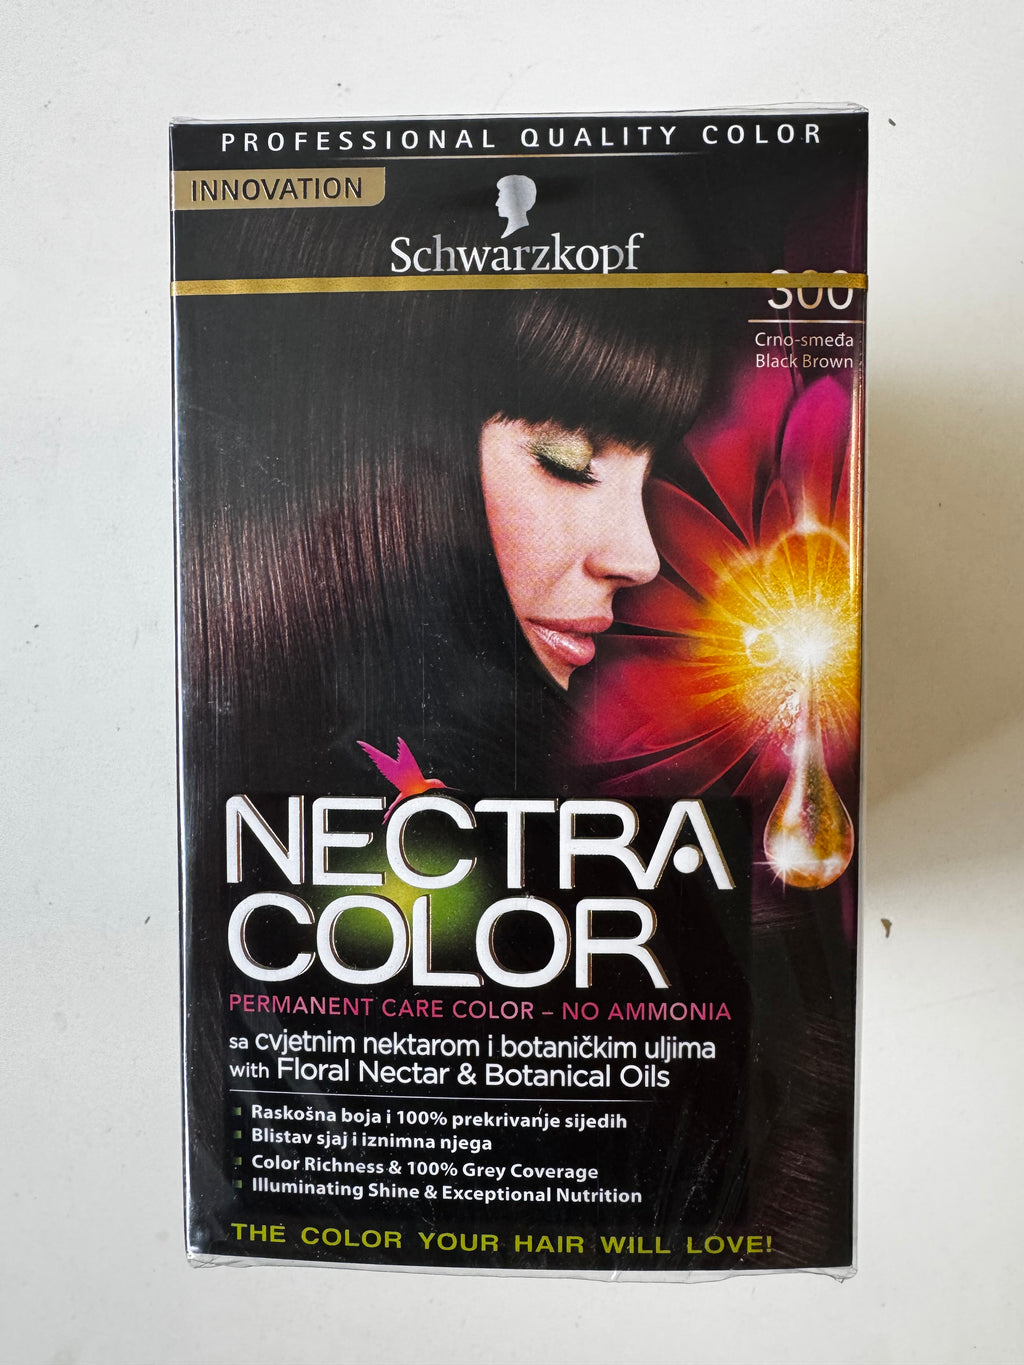 PROFESSIONAL QUALITY COLOR
INNOVATION
Schwarzkopf
300
Crno-smeđa
Black Brown
NECTRA
COLOR
PERMANENT CARE COLOR – NO AMMONIA
sa cvjetnim nektarom i botaničkim uljima
with Floral Nectar & Botanical Oils
Raskošna boja i 100% prekrivanje sijedih
Blistav sjaj i iznimna njega
Color Richness & 100% Grey Coverage
Illuminating Shine & Exceptional Nutrition
THE COLOR YOUR HAIR WILL LOVE!